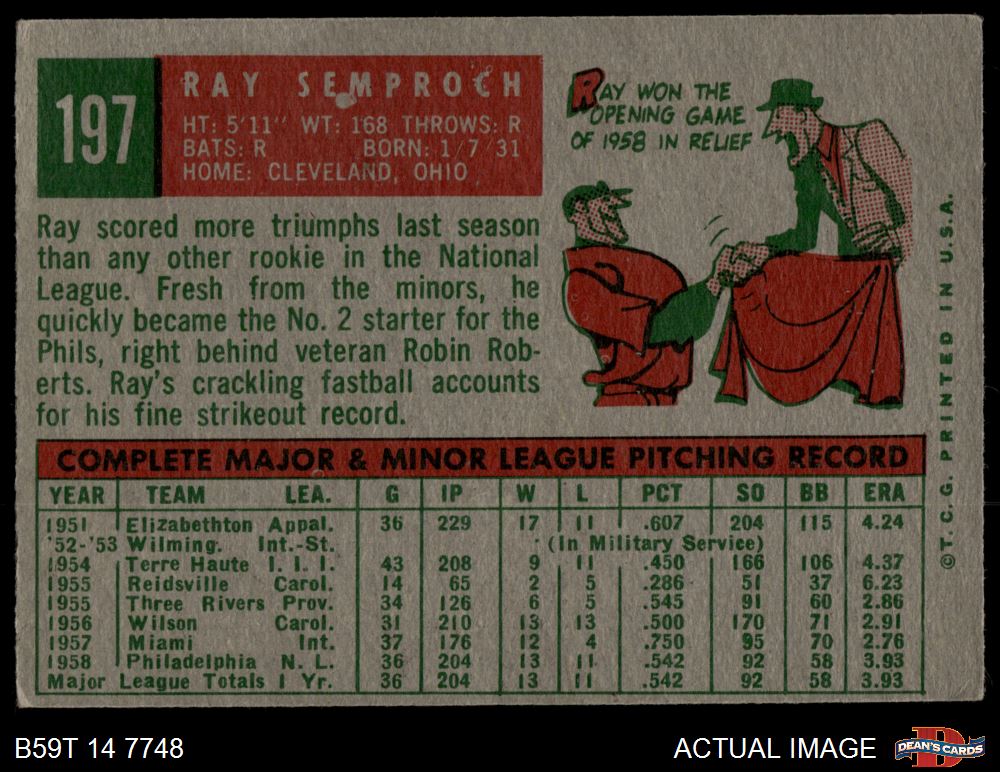 197
RAY SEMPROCH
HT: 5'11" WT: 168 THROWS: R
BATS: R BORN: 1/7/31
HOME: CLEVELAND, OHIO
RAY WON THE
OPENING GAME
OF 1958 IN RELIEF
Ray scored more triumphs last season
than any other rookie in the National
League. Fresh from the minors, he
quickly became the No. 2 starter for the
Phils, right behind veteran Robin Rob-
erts. Ray's crackling fastball accounts
for his fine strikeout record.
COMPLETE MAJOR & MINOR LEAGUE PITCHING RECORD
YEAR TEAM LEA. G IP W L PCT SO BB ERA
1951 Elizabethton Appal. 36 229 17 11 .607 204 115 4.24
'52-'53 Wilming. Int.-St. (In Military Service)
1954 Terre Haute I. I. I. 43 208 9 11 .450 166 106 4.37
1955 Reidsville Carol. 14 65 2 5 .286 51 37 6.23
1955 Three Rivers Prov. 34 126 6 5 .545 91 60 2.86
1956 Wilson Carol. 31 210 13 13 .500 170 71 2.91
1957 Miami Int. 37 176 12 4 .750 95 70 2.76
1958 Philadelphia N. L. 36 204 13 11 .542 92 58 3.93
Major League Totals 1 Yr. 36 204 13 11 .542 92 58 3.93
©T.C.G. PRINTED IN U.S.A.
B59T 14 7748
ACTUAL IMAGE
DEAN'S CARDS